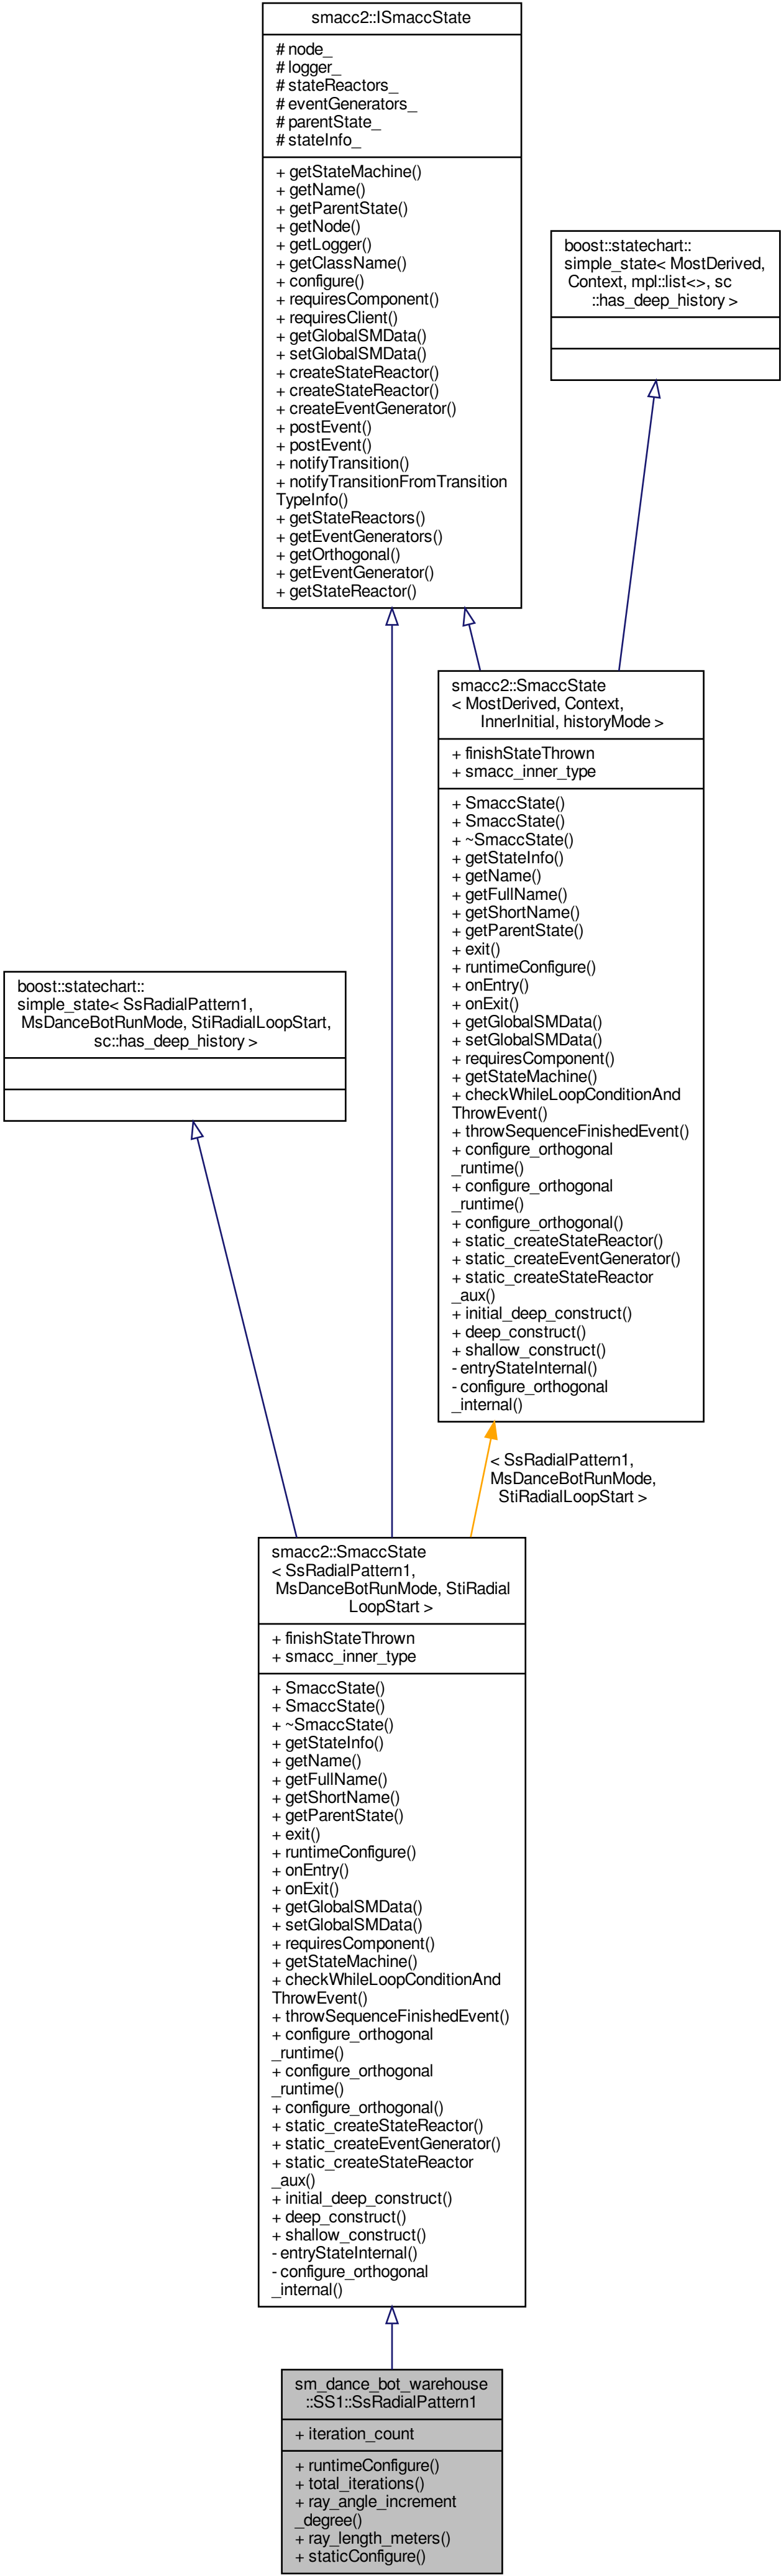 smacc2::ISmaccState
# node_
# logger_
# stateReactors_
# eventGenerators_
# parentState_
# stateInfo_
+ getStateMachine()
+ getName()
+ getParentState()
+ getNode()
+ getLogger()
+ getClassName()
+ configure()
+ requiresComponent()
+ requiresClient()
+ getGlobalSMData()
+ setGlobalSMData()
+ createStateReactor()
+ createStateReactor()
+ createEventGenerator()
+ postEvent()
+ postEvent()
+ notifyTransition()
+ notifyTransitionFromTransition
TypeInfo()
+ getStateReactors()
+ getEventGenerators()
+ getOrthogonal()
+ getEventGenerator()
+ getStateReactor()
boost::statechart::
simple_state< MostDerived,
Context, mpl::list<>, sc
::has_deep_history >
smacc2::SmaccState
< MostDerived, Context,
InnerInitial, historyMode >
+ finishStateThrown
+ smacc_inner_type
+ SmaccState()
+ SmaccState()
+ ~SmaccState()
+ getStateInfo()
+ getName()
+ getFullName()
+ getShortName()
+ getParentState()
+ exit()
+ runtimeConfigure()
+ onEntry()
+ onExit()
+ getGlobalSMData()
+ setGlobalSMData()
+ requiresComponent()
+ getStateMachine()
+ checkWhileLoopConditionAnd
ThrowEvent()
+ throwSequenceFinishedEvent()
+ configure_orthogonal
_runtime()
+ configure_orthogonal
_runtime()
+ configure_orthogonal()
+ static_createStateReactor()
+ static_createEventGenerator()
+ static_createStateReactor
_aux()
+ initial_deep_construct()
+ deep_construct()
+ shallow_construct()
- entryStateInternal()
- configure_orthogonal
_internal()
boost::statechart::
simple_state< SsRadialPattern1,
MsDanceBotRunMode, StiRadialLoopStart,
sc::has_deep_history >
< SsRadialPattern1,
MsDanceBotRunMode,
StiRadialLoopStart >
smacc2::SmaccState
< SsRadialPattern1,
MsDanceBotRunMode, StiRadial
LoopStart >
+ finishStateThrown
+ smacc_inner_type
+ SmaccState()
+ SmaccState()
+ ~SmaccState()
+ getStateInfo()
+ getName()
+ getFullName()
+ getShortName()
+ getParentState()
+ exit()
+ runtimeConfigure()
+ onEntry()
+ onExit()
+ getGlobalSMData()
+ setGlobalSMData()
+ requiresComponent()
+ getStateMachine()
+ checkWhileLoopConditionAnd
ThrowEvent()
+ throwSequenceFinishedEvent()
+ configure_orthogonal
_runtime()
+ configure_orthogonal
_runtime()
+ configure_orthogonal()
+ static_createStateReactor()
+ static_createEventGenerator()
+ static_createStateReactor
_aux()
+ initial_deep_construct()
+ deep_construct()
+ shallow_construct()
- entryStateInternal()
- configure_orthogonal
_internal()
sm_dance_bot_warehouse
::SS1::SsRadialPattern1
+ iteration_count
+ runtimeConfigure()
+ total_iterations()
+ ray_angle_increment
_degree()
+ ray_length_meters()
+ staticConfigure()